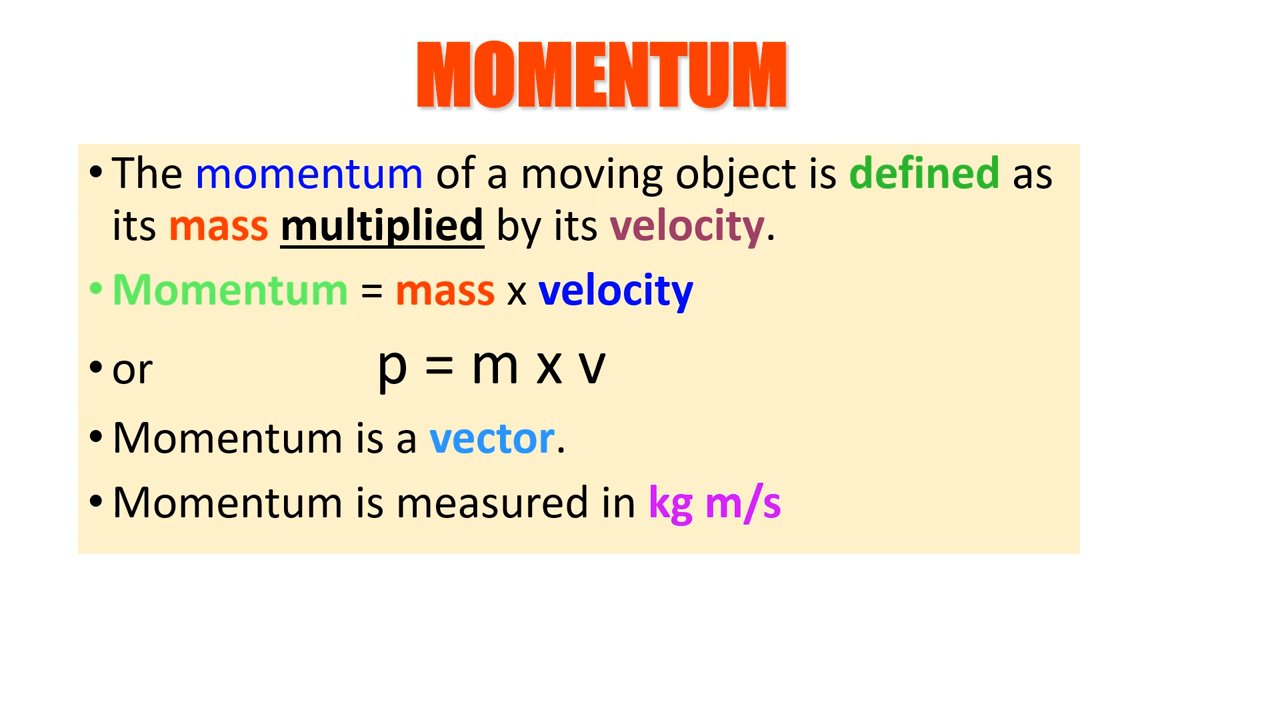 MOMENTUM
• The momentum of a moving object is defined as
its mass multiplied by its velocity.
• Momentum = mass x velocity
• or p = m x v
• Momentum is a vector.
• Momentum is measured in kg m/s